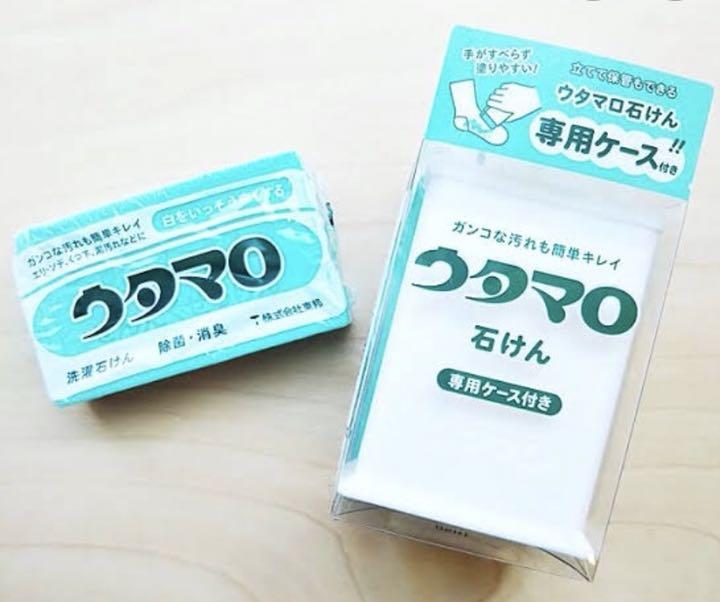 ガンコな汚れも簡単キレイ
エリ・ソデ、くつ下、泥汚れなどに
白をいっそう白くする
ウタマロ
洗濯石けん
除菌・消臭
株式会社東邦
手がすべらず
塗りやすい!
立てて保管もできる
ウタマロ石けん
専用ケース付き!!
ガンコな汚れも簡単キレイ
ウタマロ
石けん
専用ケース付き